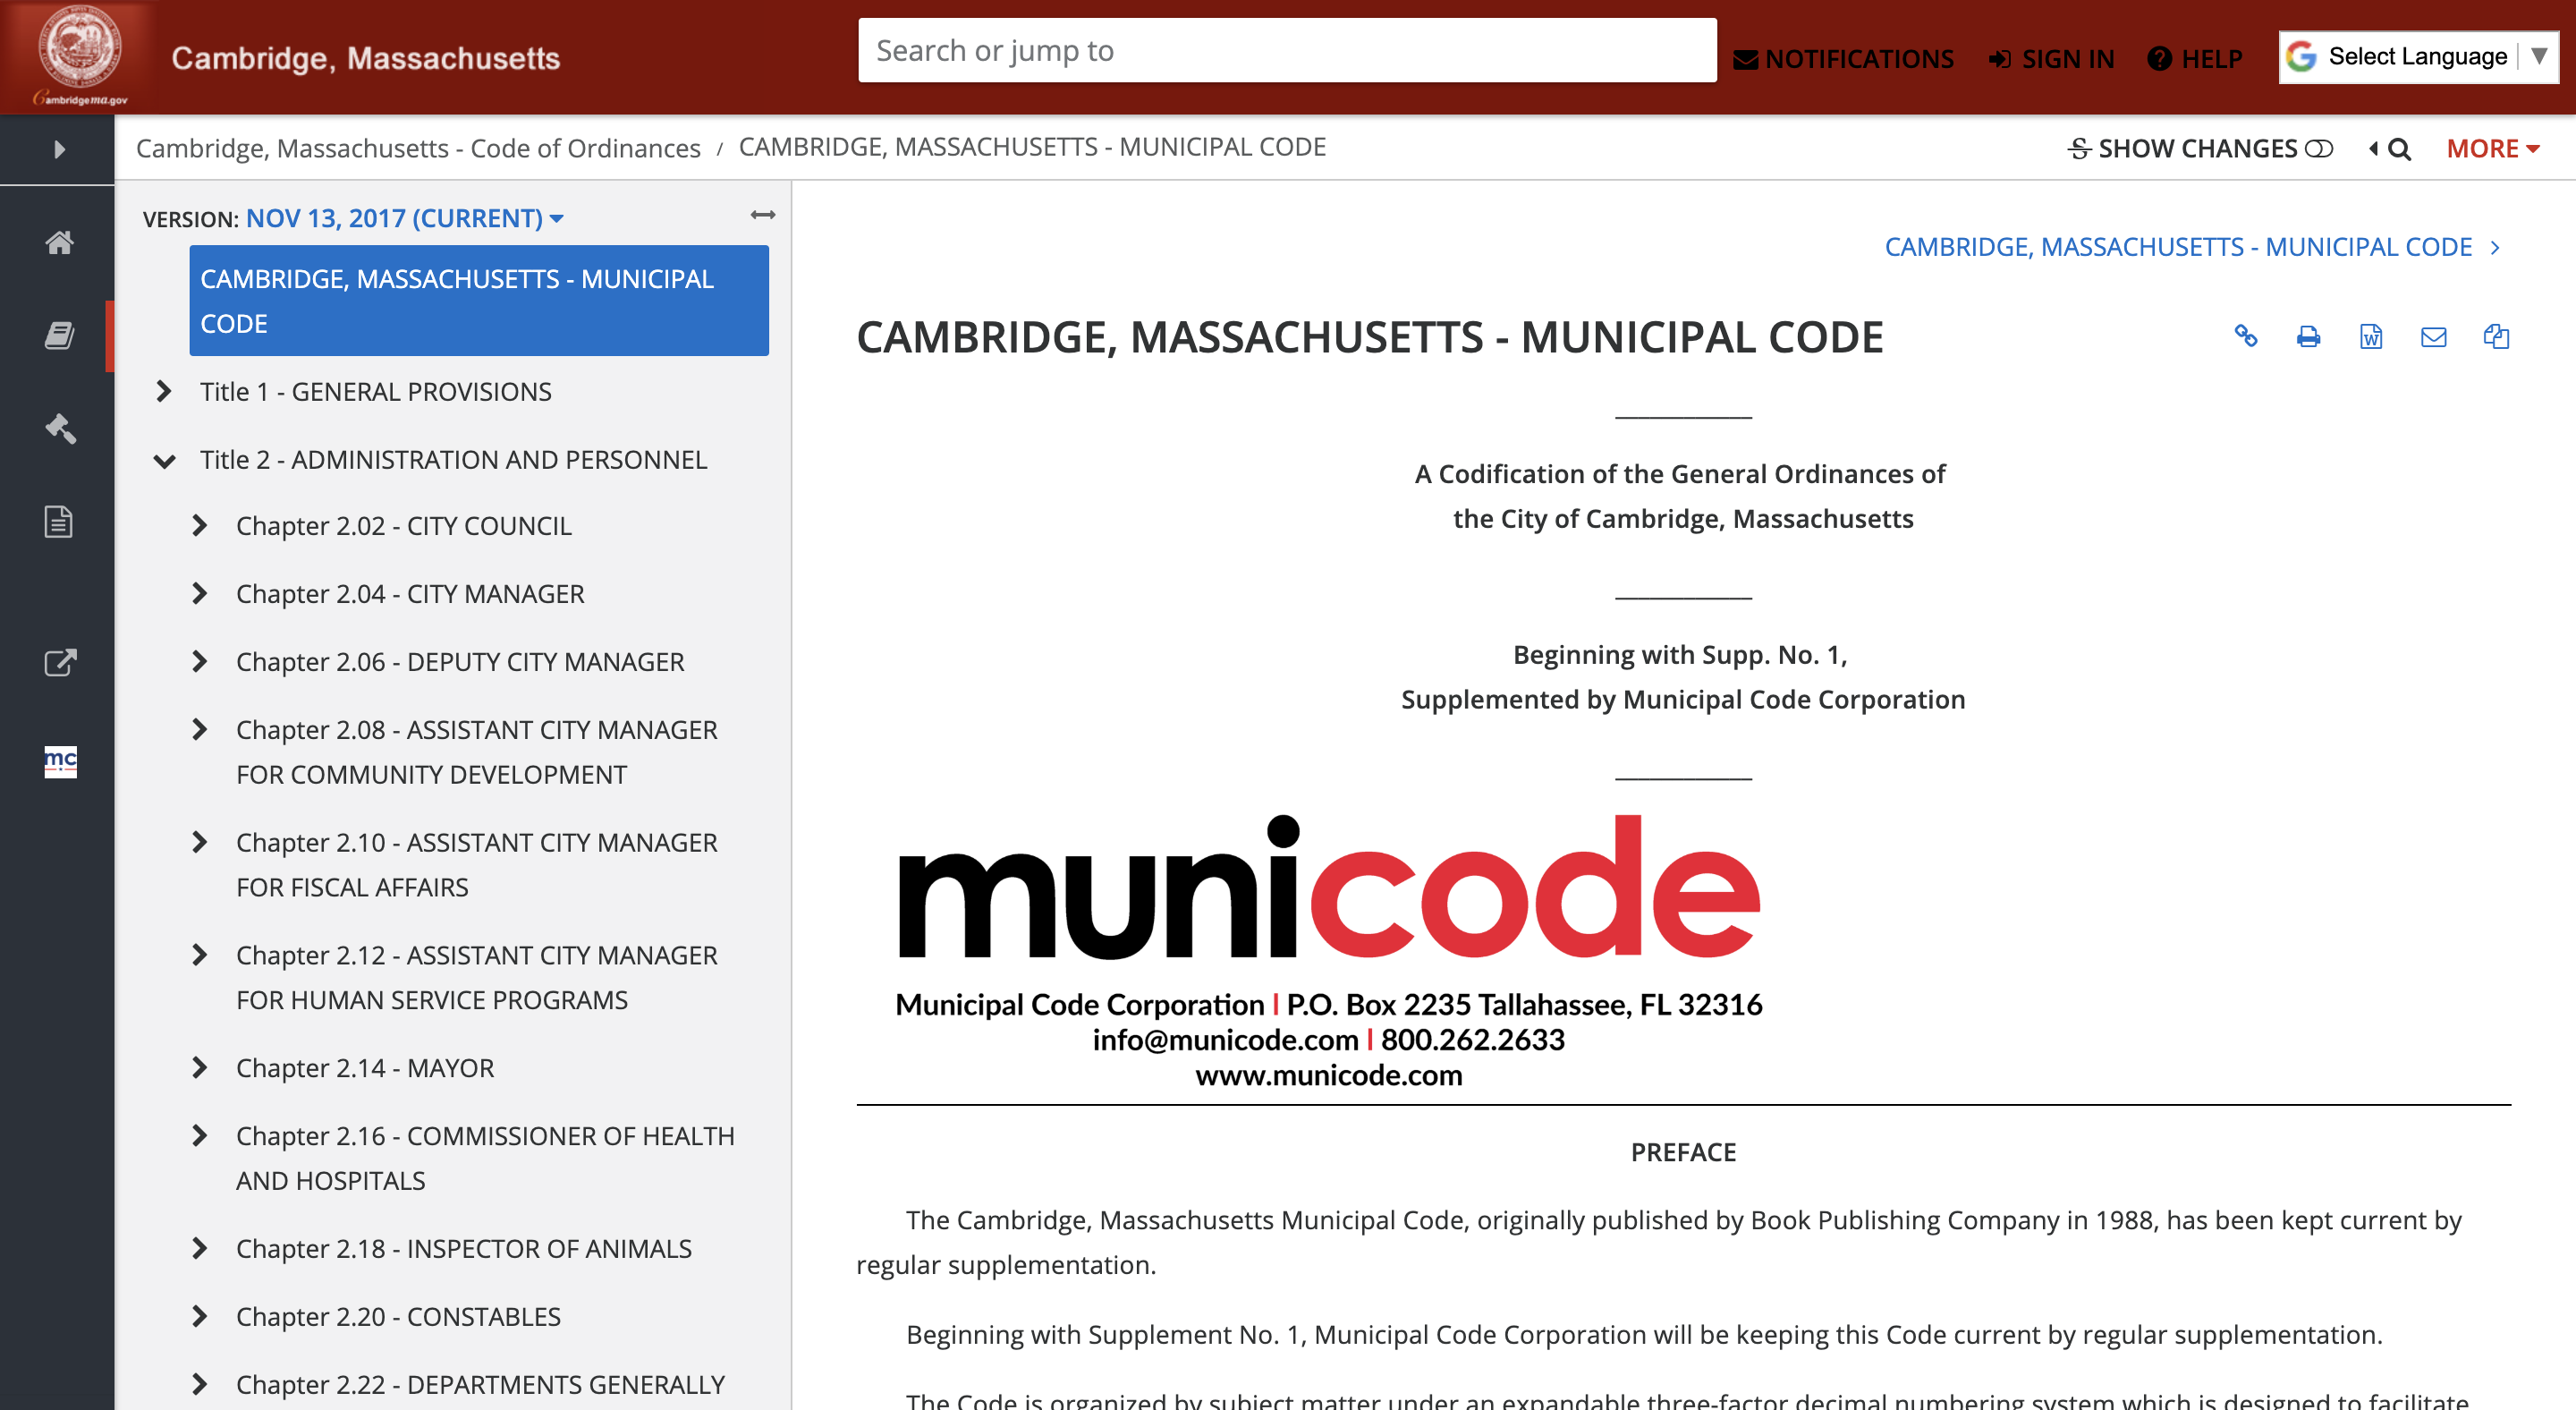 Cambridgema.gov
Cambridge, Massachusetts
Search or jump to
NOTIFICATIONS
SIGN IN
? HELP
G Select Language ▼
Cambridge, Massachusetts - Code of Ordinances / CAMBRIDGE, MASSACHUSETTS - MUNICIPAL CODE
S SHOW CHANGES
MORE
VERSION: NOV 13, 2017 (CURRENT)
CAMBRIDGE, MASSACHUSETTS - MUNICIPAL
CODE
Title 1 - GENERAL PROVISIONS
Title 2 - ADMINISTRATION AND PERSONNEL
Chapter 2.02 - CITY COUNCIL
Chapter 2.04 - CITY MANAGER
Chapter 2.06 - DEPUTY CITY MANAGER
Chapter 2.08 - ASSISTANT CITY MANAGER
FOR COMMUNITY DEVELOPMENT
Chapter 2.10 - ASSISTANT CITY MANAGER
FOR FISCAL AFFAIRS
Chapter 2.12 - ASSISTANT CITY MANAGER
FOR HUMAN SERVICE PROGRAMS
Chapter 2.14 - MAYOR
Chapter 2.16 - COMMISSIONER OF HEALTH
AND HOSPITALS
Chapter 2.18 - INSPECTOR OF ANIMALS
Chapter 2.20 - CONSTABLES
Chapter 2.22 - DEPARTMENTS GENERALLY
mc
CAMBRIDGE, MASSACHUSETTS - MUNICIPAL CODE >
CAMBRIDGE, MASSACHUSETTS - MUNICIPAL CODE
W
A Codification of the General Ordinances of
the City of Cambridge, Massachusetts
Beginning with Supp. No. 1,
Supplemented by Municipal Code Corporation
municode
Municipal Code Corporation | P.O. Box 2235 Tallahassee, FL 32316
info@municode.com | 800.262.2633
www.municode.com
PREFACE
The Cambridge, Massachusetts Municipal Code, originally published by Book Publishing Company in 1988, has been kept current by
regular supplementation.
Beginning with Supplement No. 1, Municipal Code Corporation will be keeping this Code current by regular supplementation.
The Code is organized by subject matter under an expandable three-factor decimal numbering system which is designed to facilitate